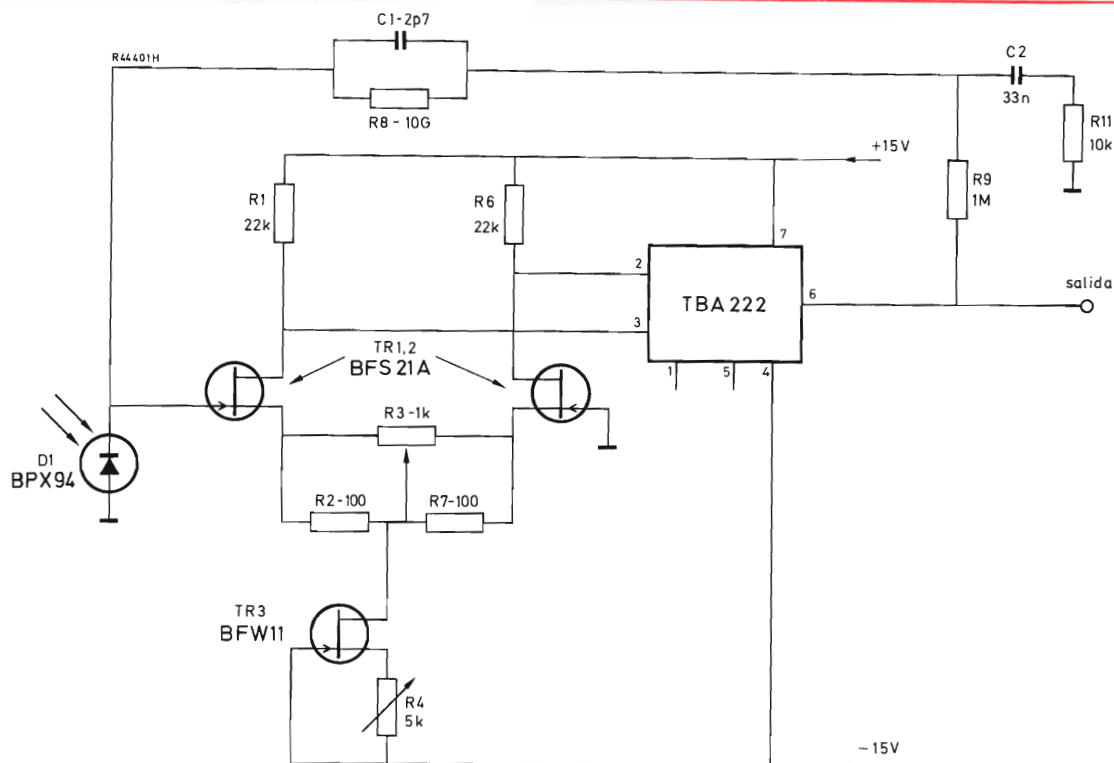 C1-2p7
R44401H
R8 - 10G
C2
33n
R11
10k
+15V
R1
22k
R6
22k
R9
1M
7
2
TBA 222
6
salida
3
TR1,2
BFS 21A
1
5
4
R3-1k
D1
BPX94
R2-100
R7-100
TR3
BFW11
R4
5k
-15V